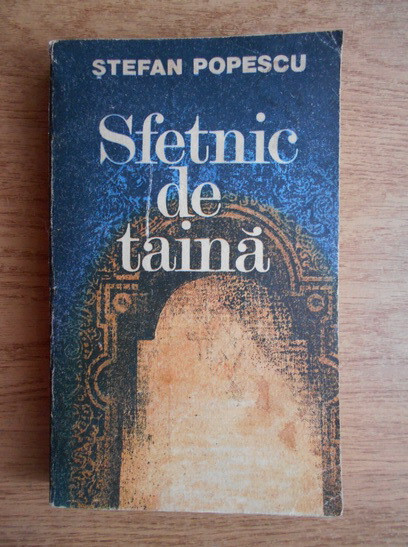 ȘTEFAN POPESCU
Sfetnic
de
taină